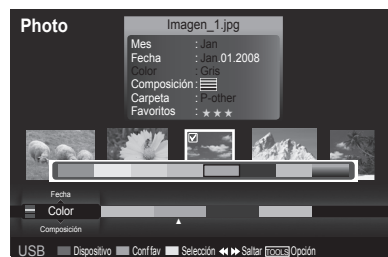 Photo
Imagen_1.jpg
Mes : Jan
Fecha : Jan.01.2008
Color : Gris
Composición :
Carpeta : P-other
Favoritos : ★★★
Fecha
Color
Composición
USB Dispositivo Conf fav Selección Saltar TOOLS Opción